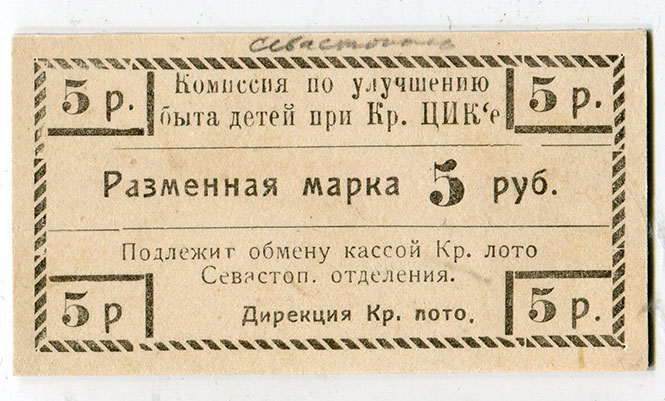 Севастополь
5 р. Комиссия по улучшению 5 р.
быта детей при Кр. ЦИК‘е
Разменная марка 5 руб.
Подлежит обмену кассой Кр. лото
Севастоп. отделения.
5 р Дирекция Кр. лото. 5 р.